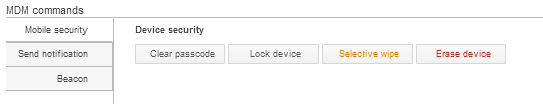 MDM commands
Mobile security
Device security
Send notification
Clear passcode Lock device Selective wipe Erase device
Beacon